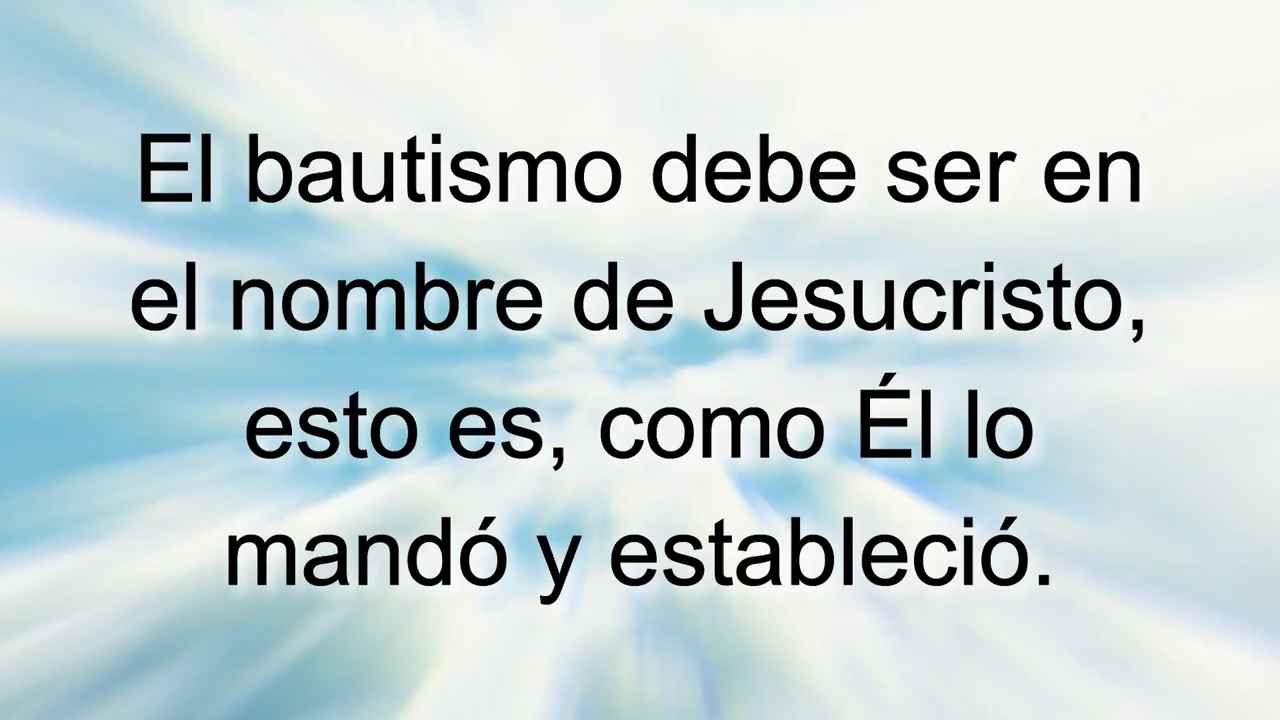 El bautismo debe ser en
el nombre de Jesucristo,
esto es, como Él lo
mandó y estableció.